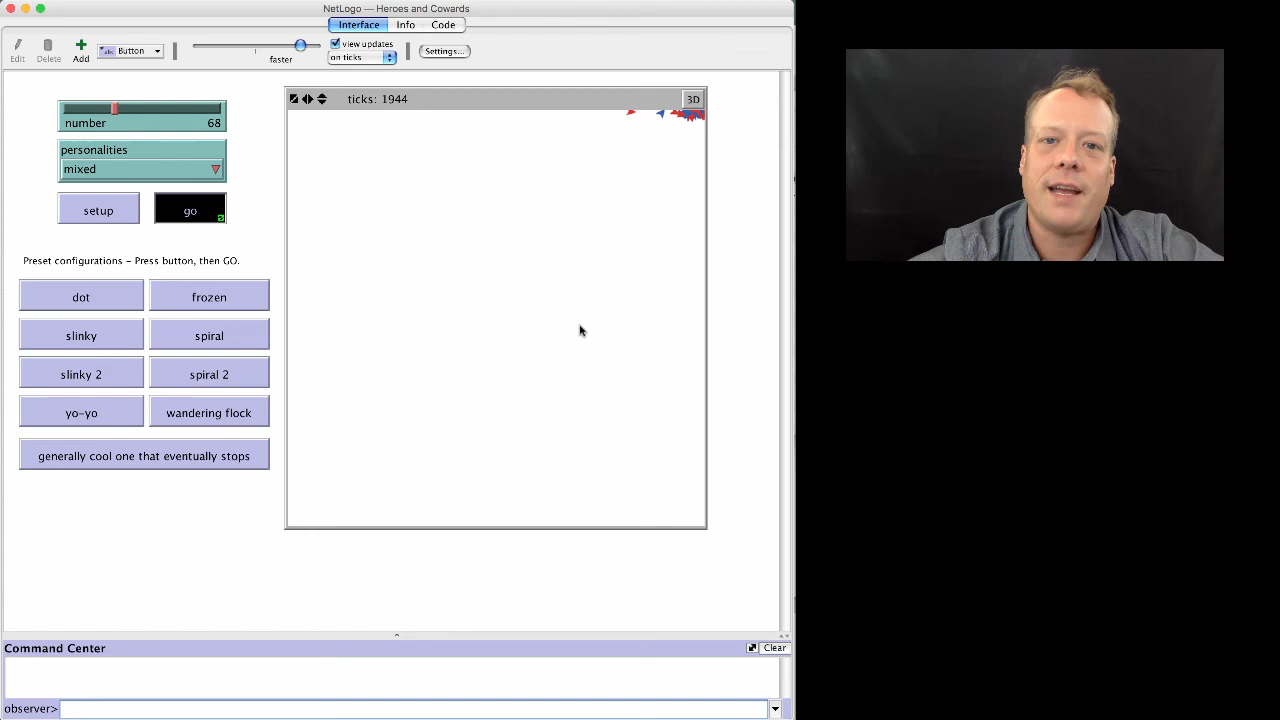 NetLogo — Heroes and Cowards
Interface Info Code
Edit Delete Add abc Button faster view updates on ticks Settings...
number 68
personalities
mixed
setup go
ticks: 1944 3D
Preset configurations - Press button, then GO.
dot frozen
slinky spiral
slinky 2 spiral 2
yo-yo wandering flock
generally cool one that eventually stops
Command Center Clear
observer>